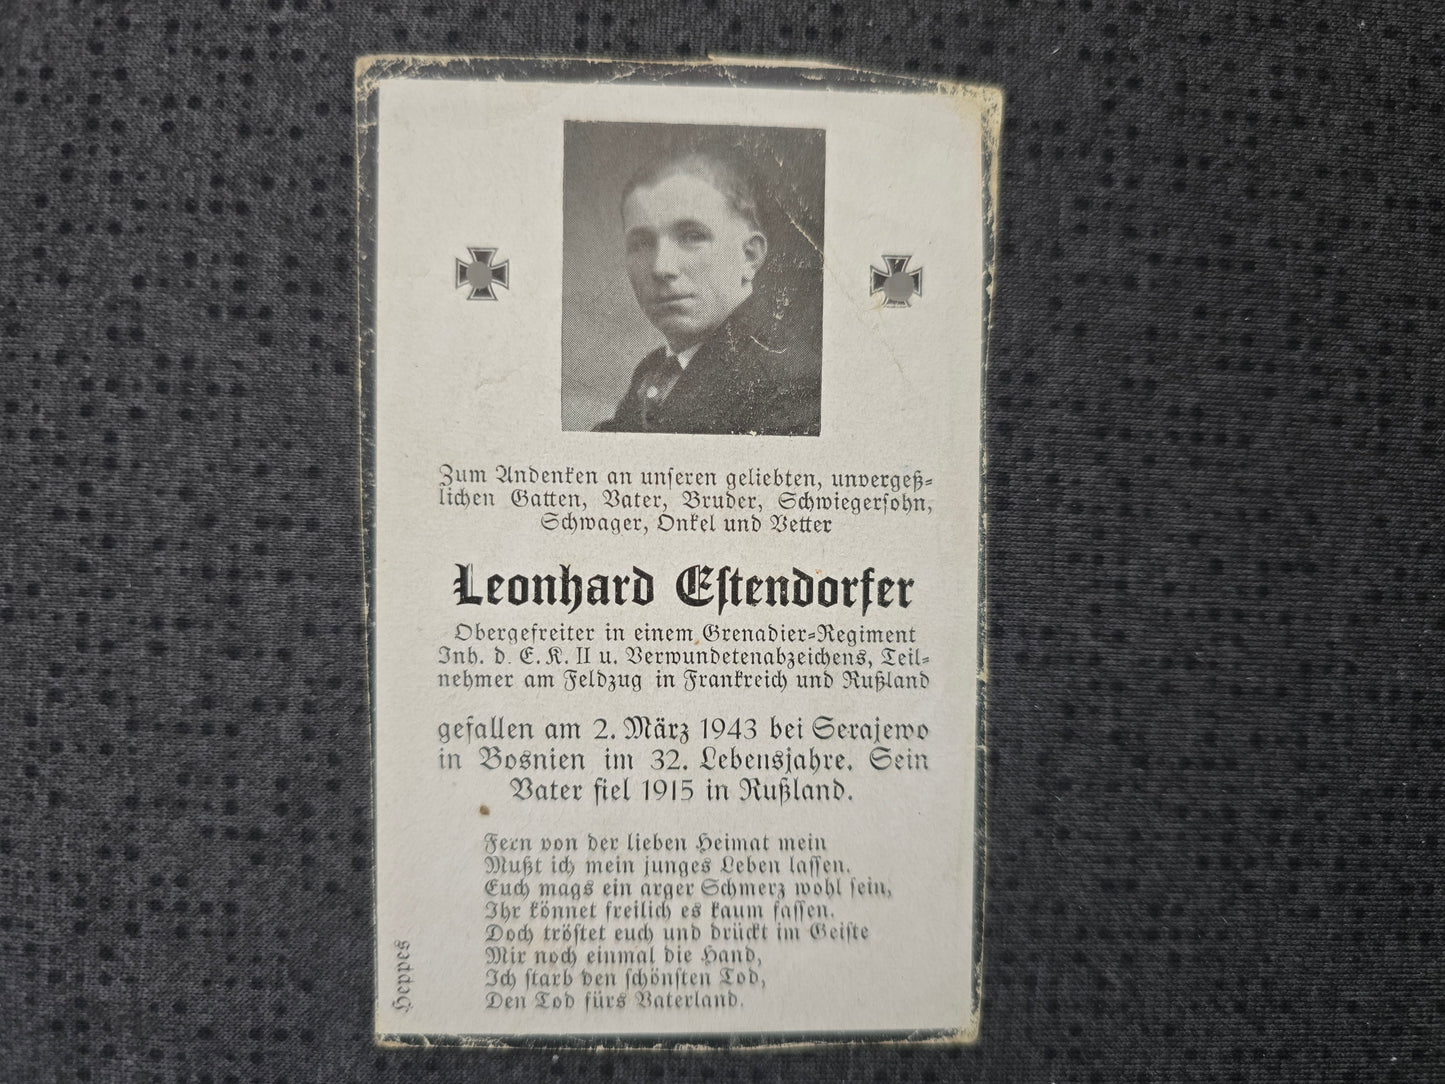 Zum Andenken an unseren geliebten, unvergeß-
lichen Gatten, Vater, Bruder, Schwiegersohn,
Schwager, Onkel und Vetter
Leonhard Estendorfer
Obergefreiter in einem Grenadier-Regiment
Inh. d. E. K. II u. Verwundetenabzeichens, Teil-
nehmer am Feldzug in Frankreich und Rußland
gefallen am 2. März 1943 bei Serajewo
in Bosnien im 32. Lebensjahre. Sein
Vater fiel 1915 in Rußland.
Fern von der lieben Heimat mein
Mußt ich mein junges Leben lassen.
Euch mags ein arger Schmerz wohl sein,
Ihr könnet freilich es kaum fassen.
Doch tröstet euch und drückt im Geiste
Mir noch einmal die Hand,
Ich starb den schönsten Tod,
Den Tod fürs Vaterland.
Heppes